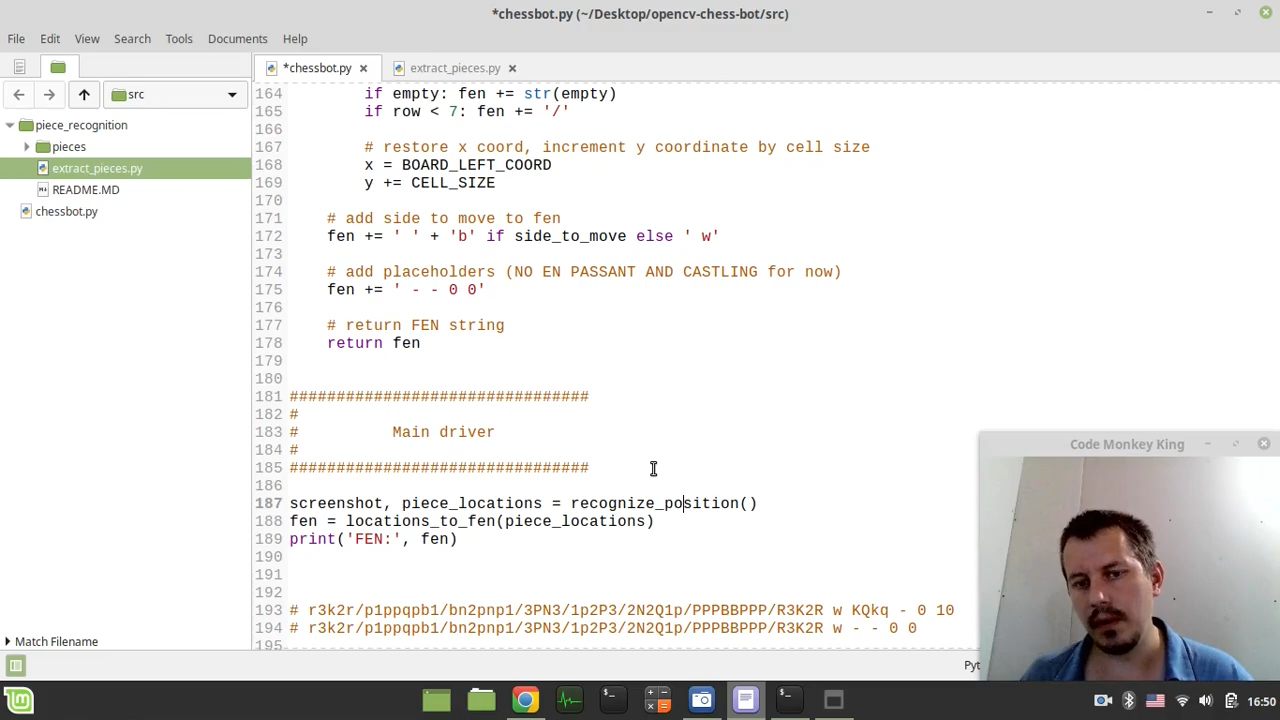 *chessbot.py (~/Desktop/opencv-chess-bot/src)
File Edit View Search Tools Documents Help
*chessbot.py
extract_pieces.py
src
piece_recognition
pieces
extract_pieces.py
README.MD
chessbot.py
Match Filename
164 if empty: fen += str(empty)
165 if row < 7: fen += '/'
166
167 # restore x coord, increment y coordinate by cell size
168 x = BOARD_LEFT_COORD
169 y += CELL_SIZE
170
171 # add side to move to fen
172 fen += ' ' + 'b' if side_to_move else ' w'
173
174 # add placeholders (NO EN PASSANT AND CASTLING for now)
175 fen += ' - - 0 0'
176
177 # return FEN string
178 return fen
179
180
181 ################################
182 #
183 # Main driver
184 #
185 ################################
186
187 screenshot, piece_locations = recognize_position()
188 fen = locations_to_fen(piece_locations)
189 print('FEN:', fen)
190
191
192
193 # r3k2r/p1ppqpb1/bn2pnp1/3PN3/1p2P3/2N2Q1p/PPPBBPPP/R3K2R w KQkq - 0 10
194 # r3k2r/p1ppqpb1/bn2pnp1/3PN3/1p2P3/2N2Q1p/PPPBBPPP/R3K2R w - - 0 0
195
Code Monkey King
Pyt
16:50